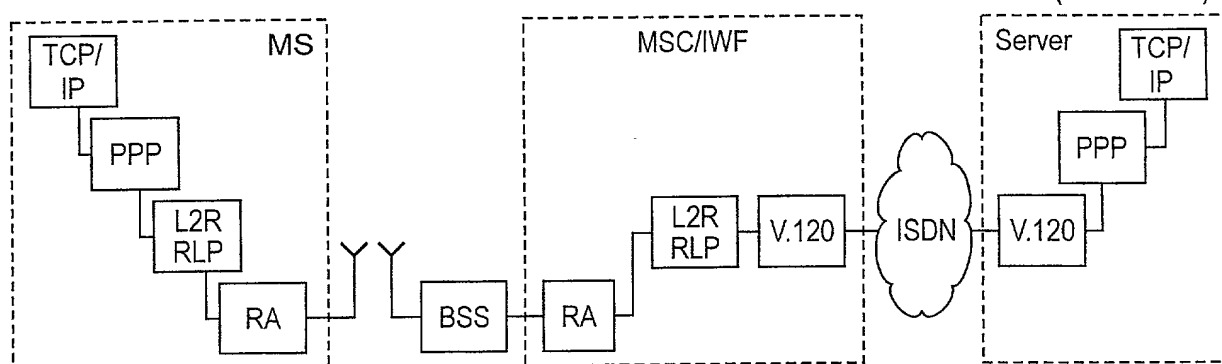 MS
TCP/
IP
PPP
L2R
RLP
RA
BSS
MSC/IWF
RA
L2R
RLP
V.120
ISDN
Server
TCP/
IP
PPP
V.120